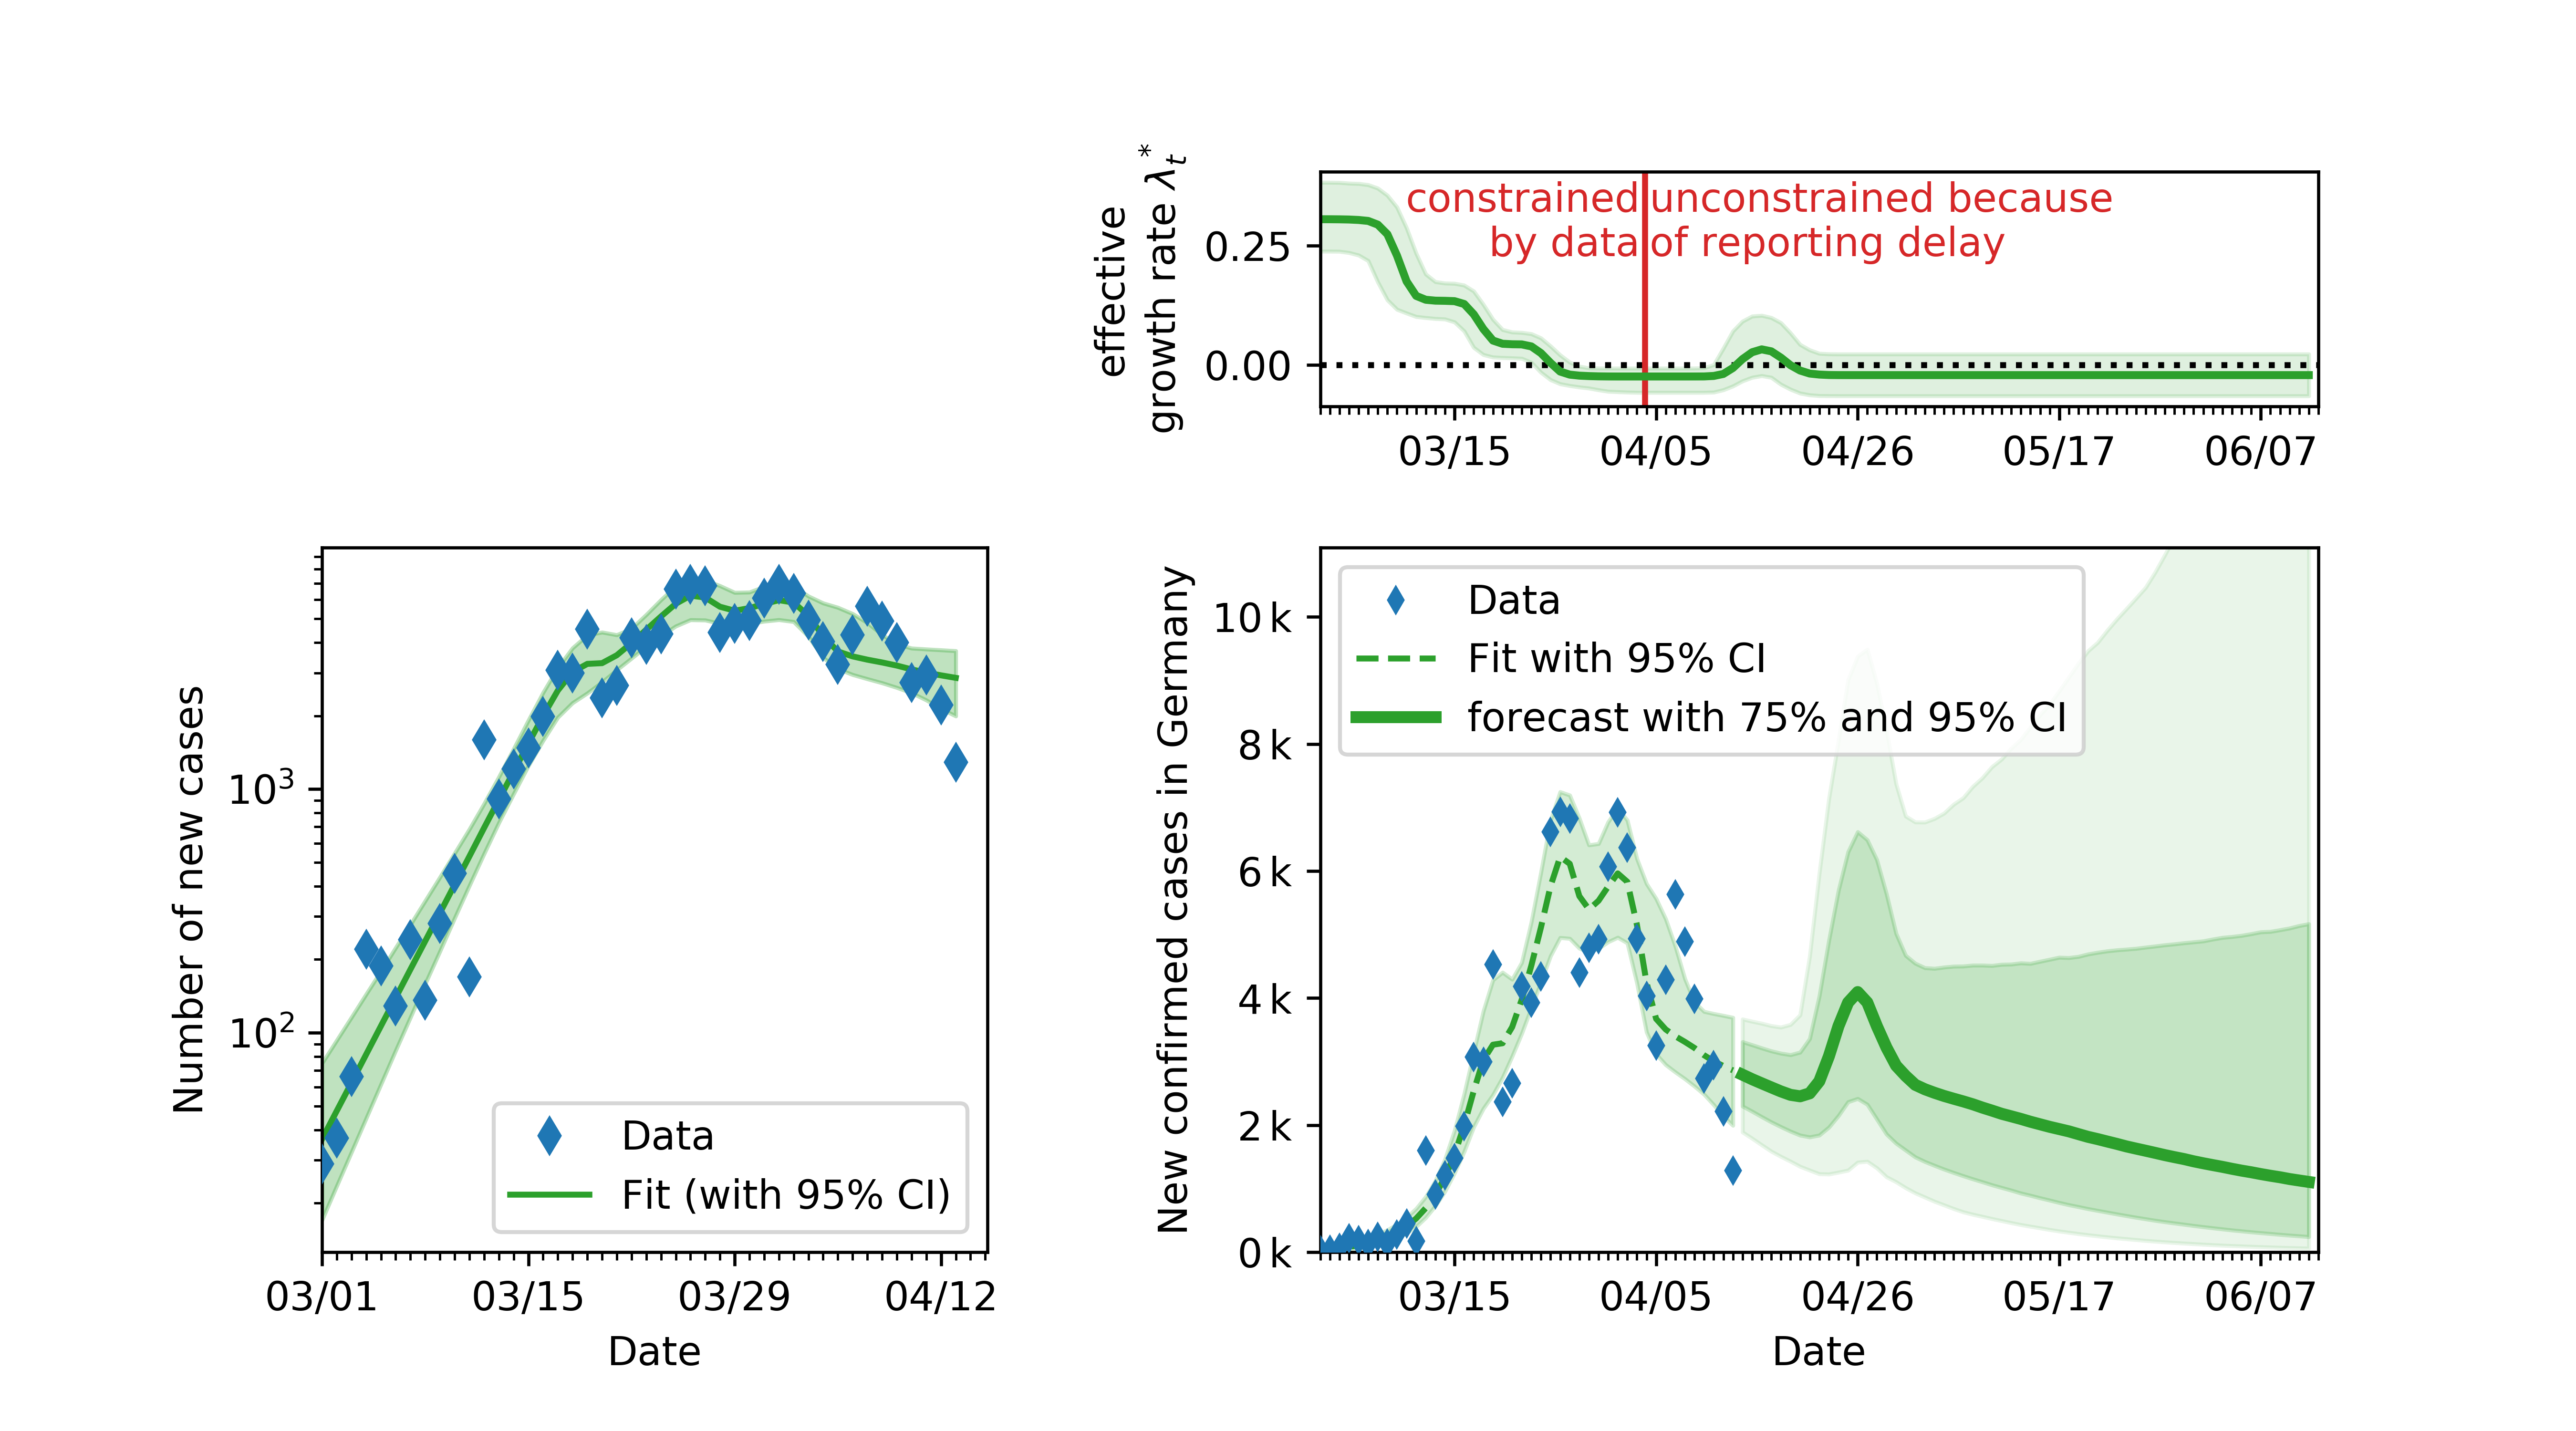 effective
growth rate λ*t
constrained
by data
unconstrained because
of reporting delay
0.25
0.00
03/15
04/05
04/26
05/17
06/07
Number of new cases
10³
10²
Data
Fit (with 95% CI)
03/01
03/15
03/29
04/12
Date
New confirmed cases in Germany
10 k
8 k
6 k
4 k
2 k
0 k
Data
Fit with 95% CI
forecast with 75% and 95% CI
03/15
04/05
04/26
05/17
06/07
Date